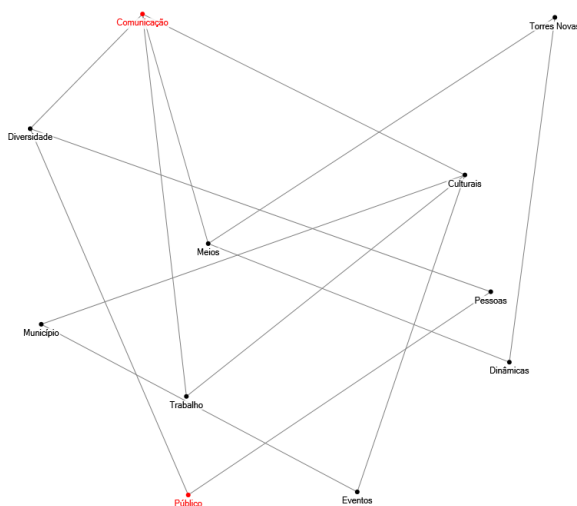 Comunicação
Torres Novas
Diversidade
Culturais
Meios
Pessoas
Município
Dinâmicas
Trabalho
Público
Eventos